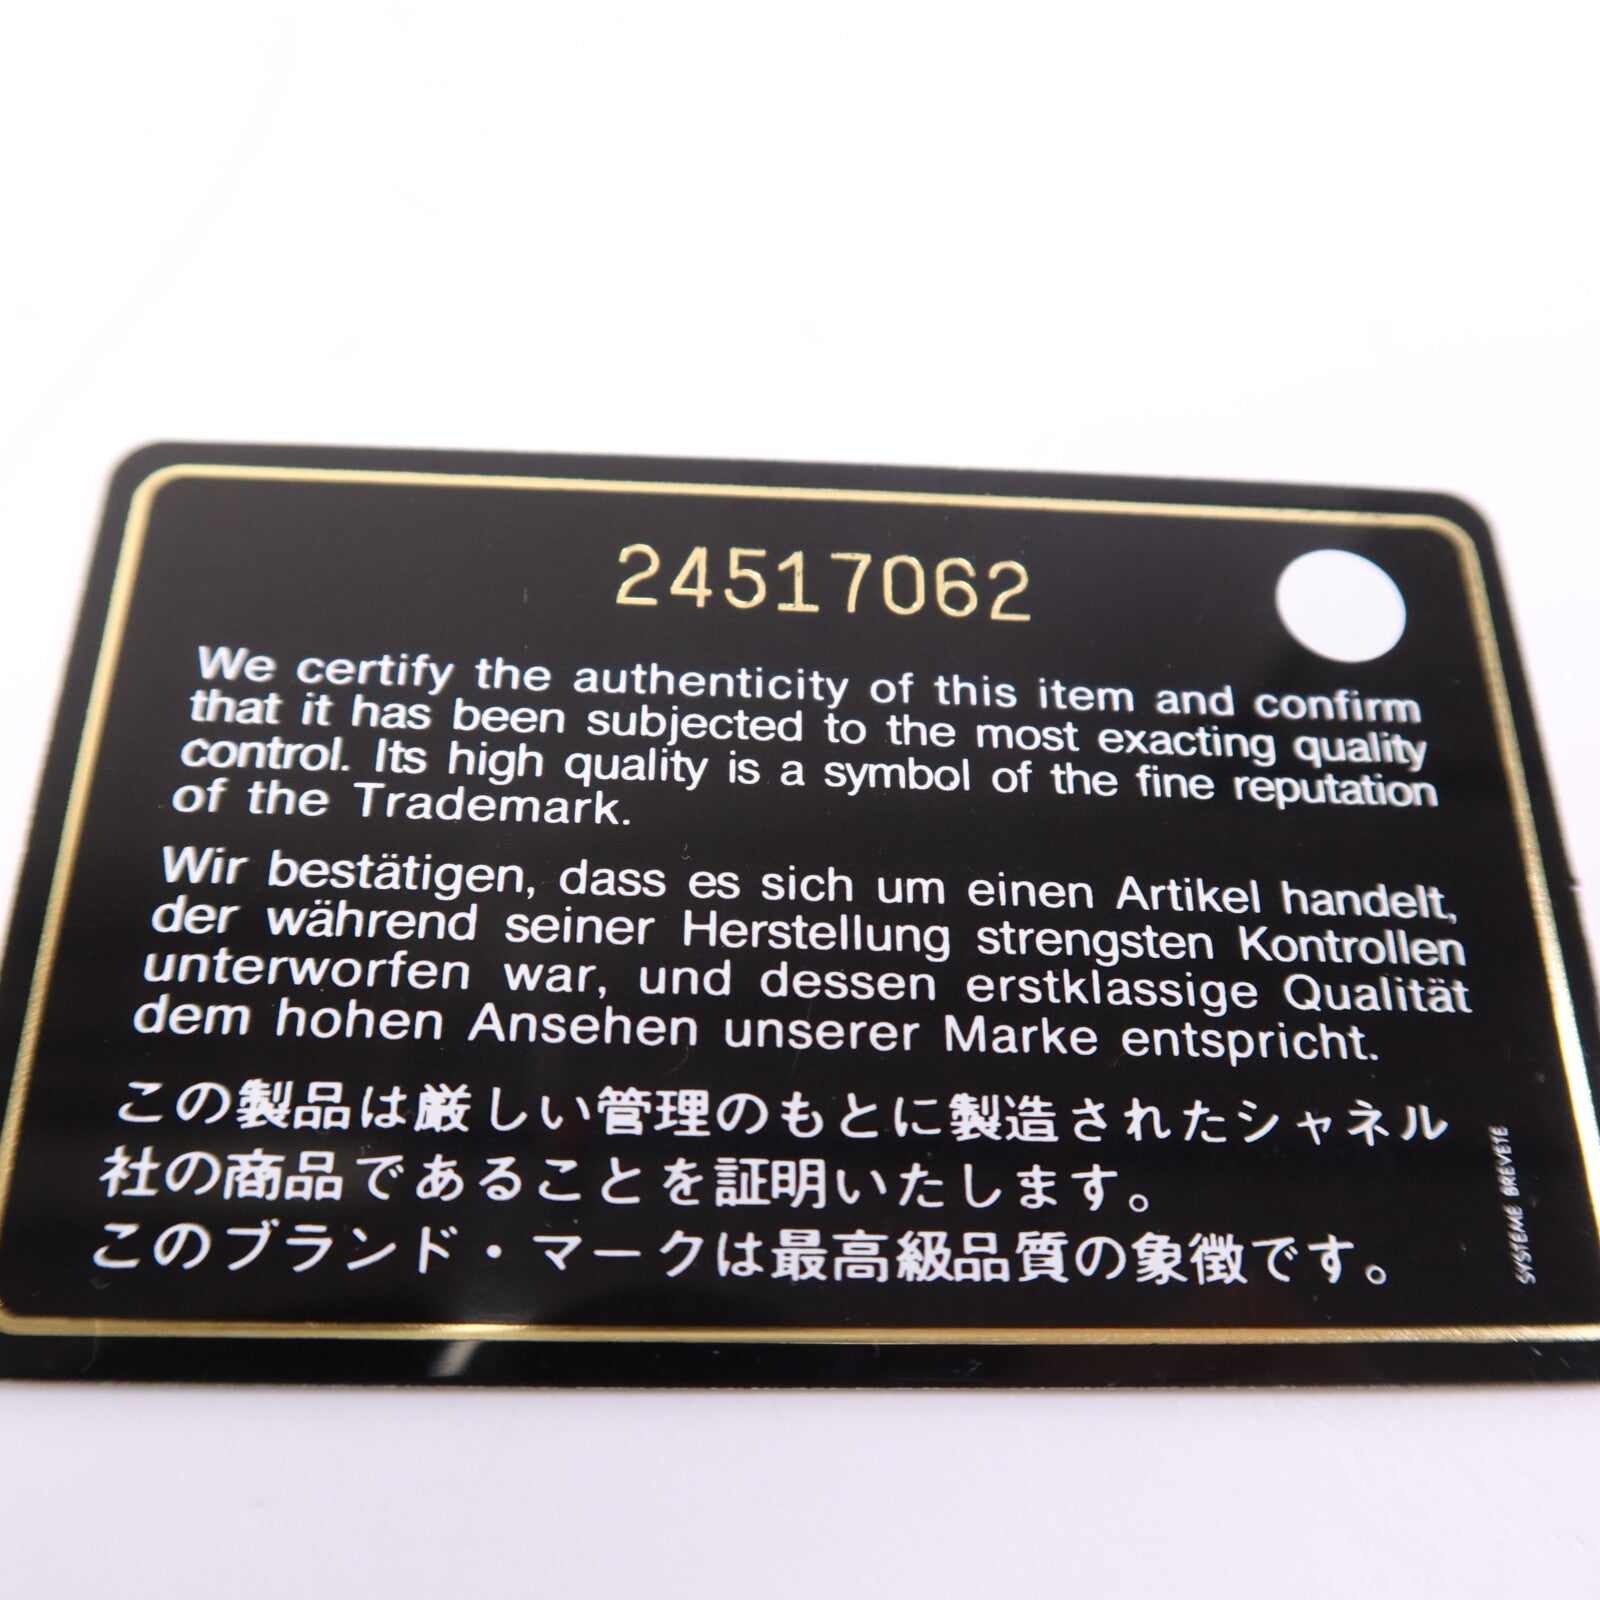 24517062
We certify the authenticity of this item and confirm
that it has been subjected to the most exacting quality
control. Its high quality is a symbol of the fine reputation
of the Trademark.
Wir bestätigen, dass es sich um einen Artikel handelt,
der während seiner Herstellung strengsten Kontrollen
unterworfen war, und dessen erstklassige Qualität
dem hohen Ansehen unserer Marke entspricht.
この製品は厳しい管理のもとに製造されたシャネル
社の商品であることを証明いたします。
このブランド・マークは最高級品質の象徴です。
SYSTEME BREVETE